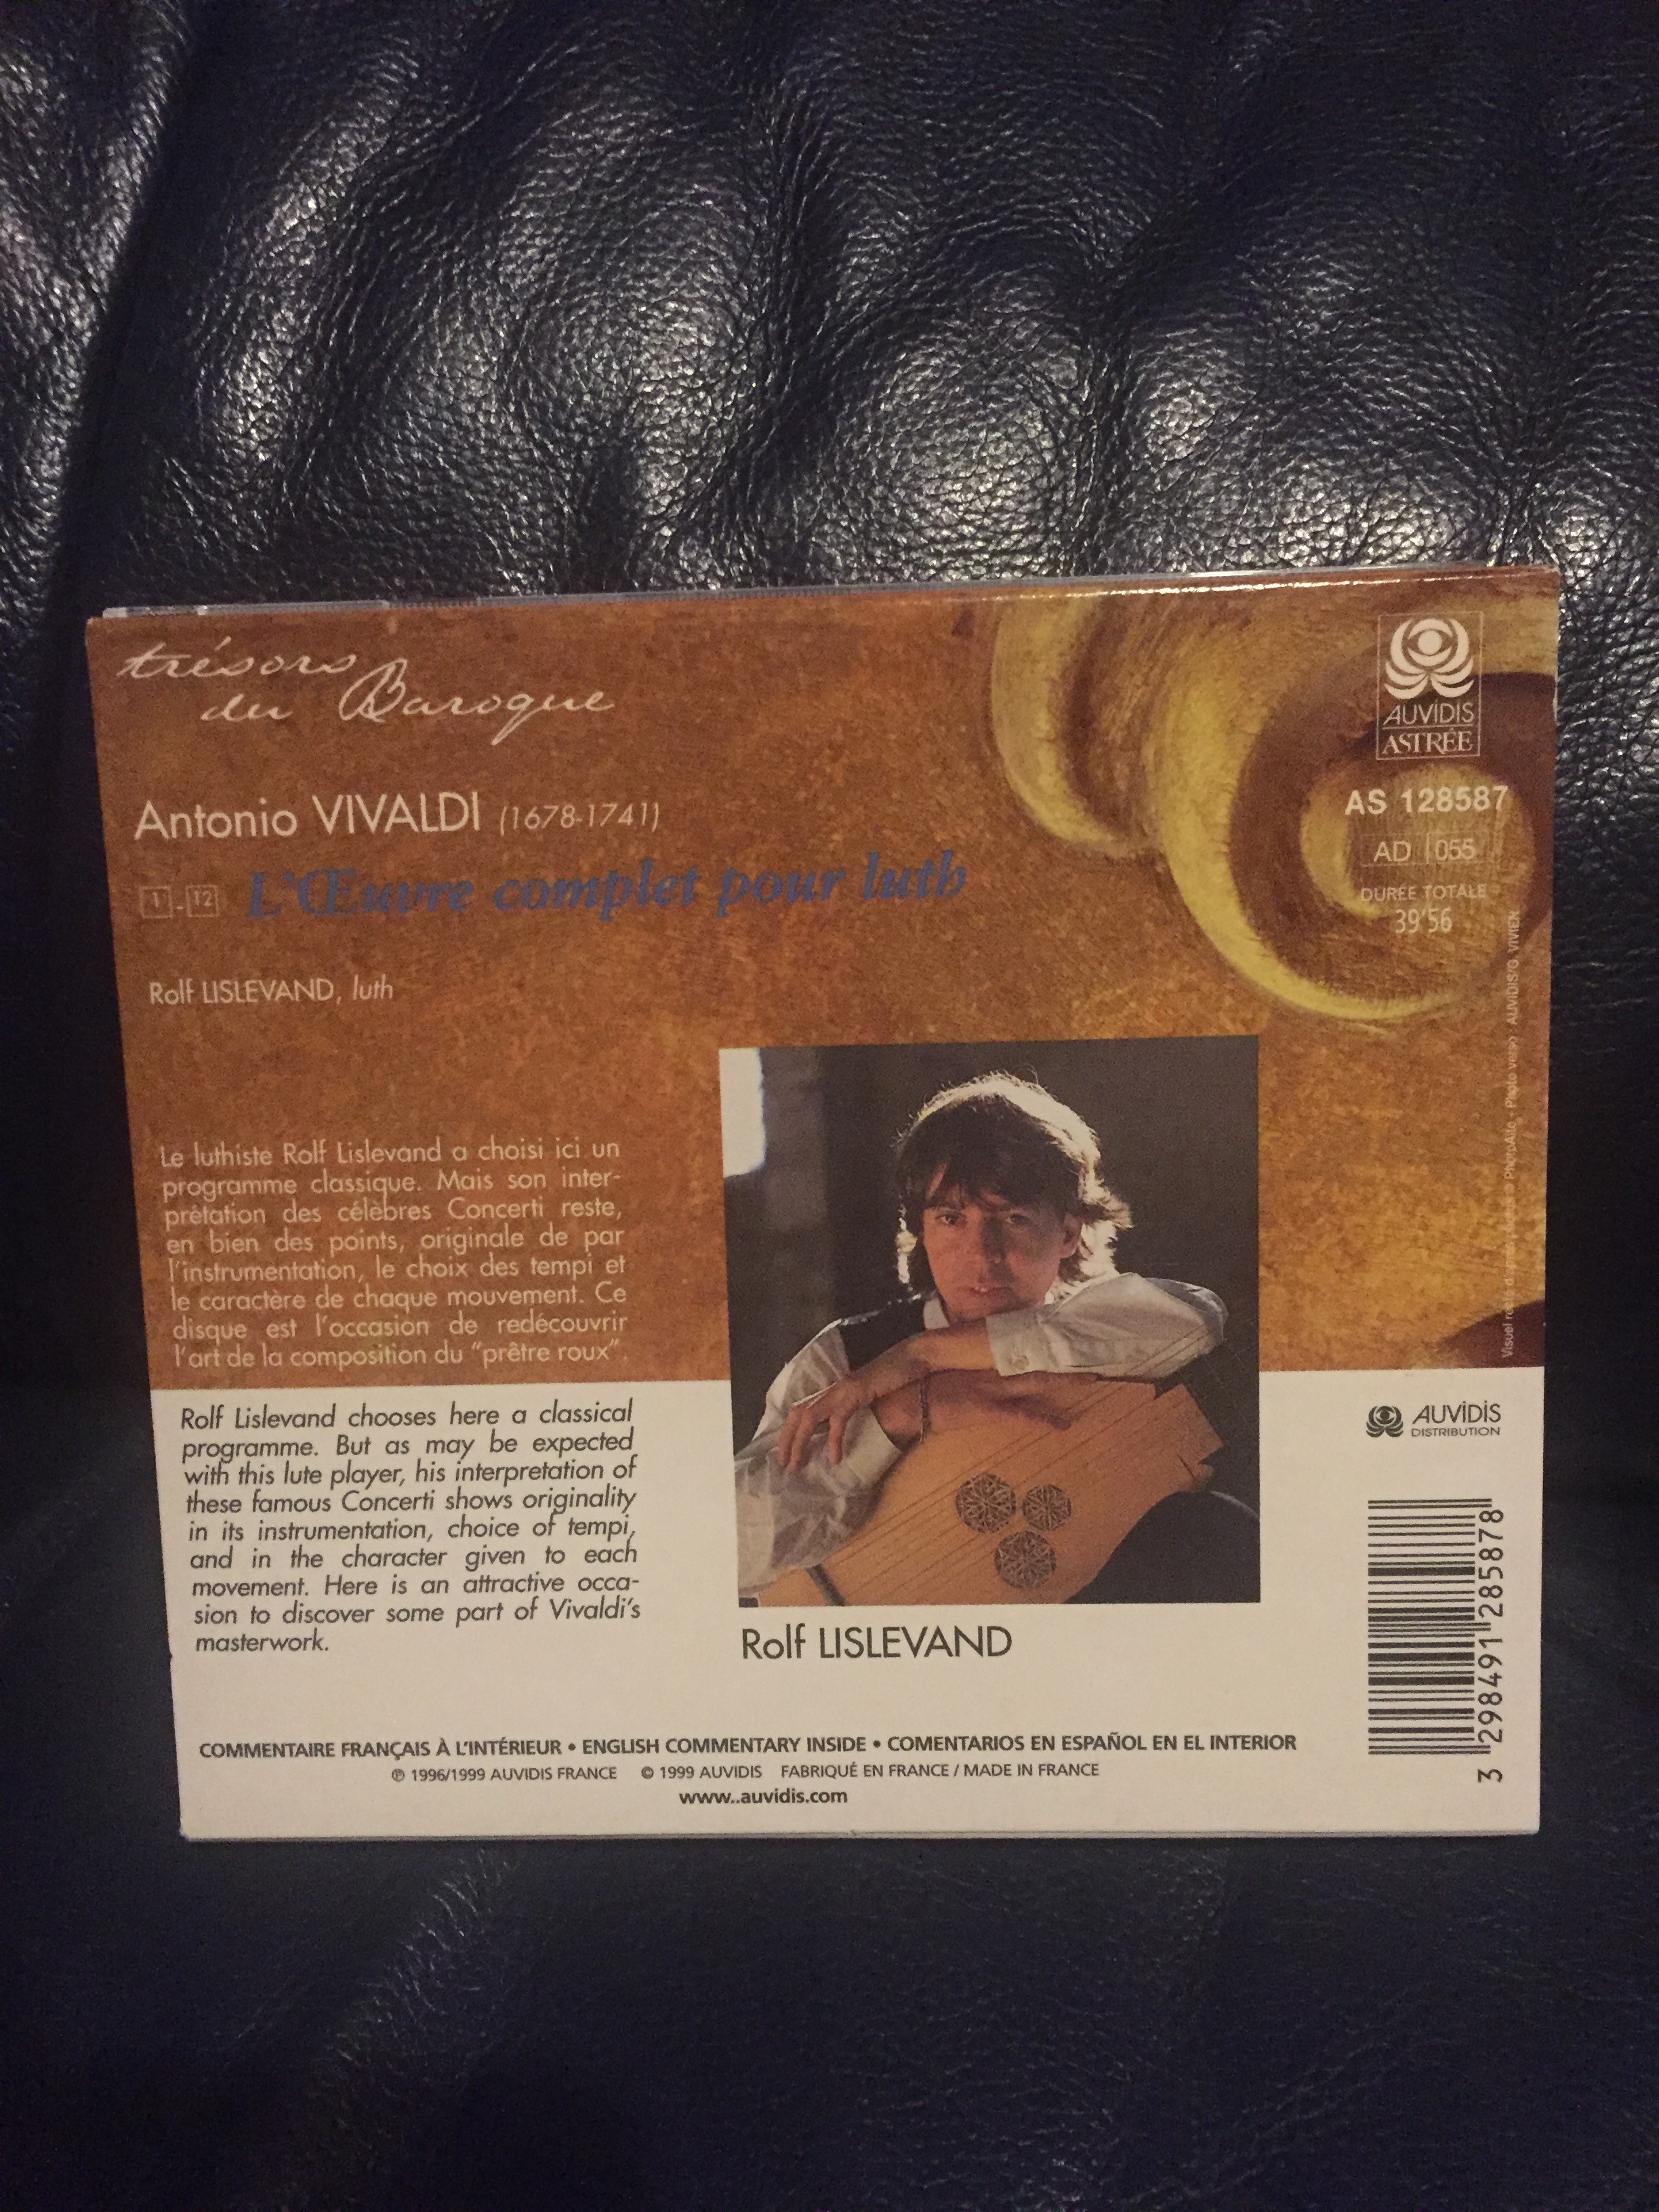 trésors
du Baroque
AUVIDIS
ASTRÉE
Antonio VIVALDI (1678-1741)
AS 128587
AD 055
1 - 12 L'Œuvre complet pour luth
DURÉE TOTALE
39'56
Rolf LISLEVAND, luth
Le luthiste Rolf Lislevand a choisi ici un
programme classique. Mais son inter-
prétation des célèbres Concerti reste,
en bien des points, originale de par
l'instrumentation, le choix des tempi et
le caractère de chaque mouvement. Ce
disque est l'occasion de redécouvrir
l'art de la composition du "prêtre roux".
Rolf Lislevand chooses here a classical
programme. But as may be expected
with this lute player, his interpretation of
these famous Concerti shows originality
in its instrumentation, choice of tempi,
and in the character given to each
movement. Here is an attractive occa-
sion to discover some part of Vivaldi's
masterwork.
Rolf LISLEVAND
PhotoAlto • Photo verso : AUVIDIS/G. VIVIEN
AUVIDIS
DISTRIBUTION
3 298491 285878
COMMENTAIRE FRANÇAIS À L'INTÉRIEUR • ENGLISH COMMENTARY INSIDE • COMENTARIOS EN ESPAÑOL EN EL INTERIOR
℗ 1996/1999 AUVIDIS FRANCE © 1999 AUVIDIS FABRIQUÉ EN FRANCE / MADE IN FRANCE
www..auvidis.com